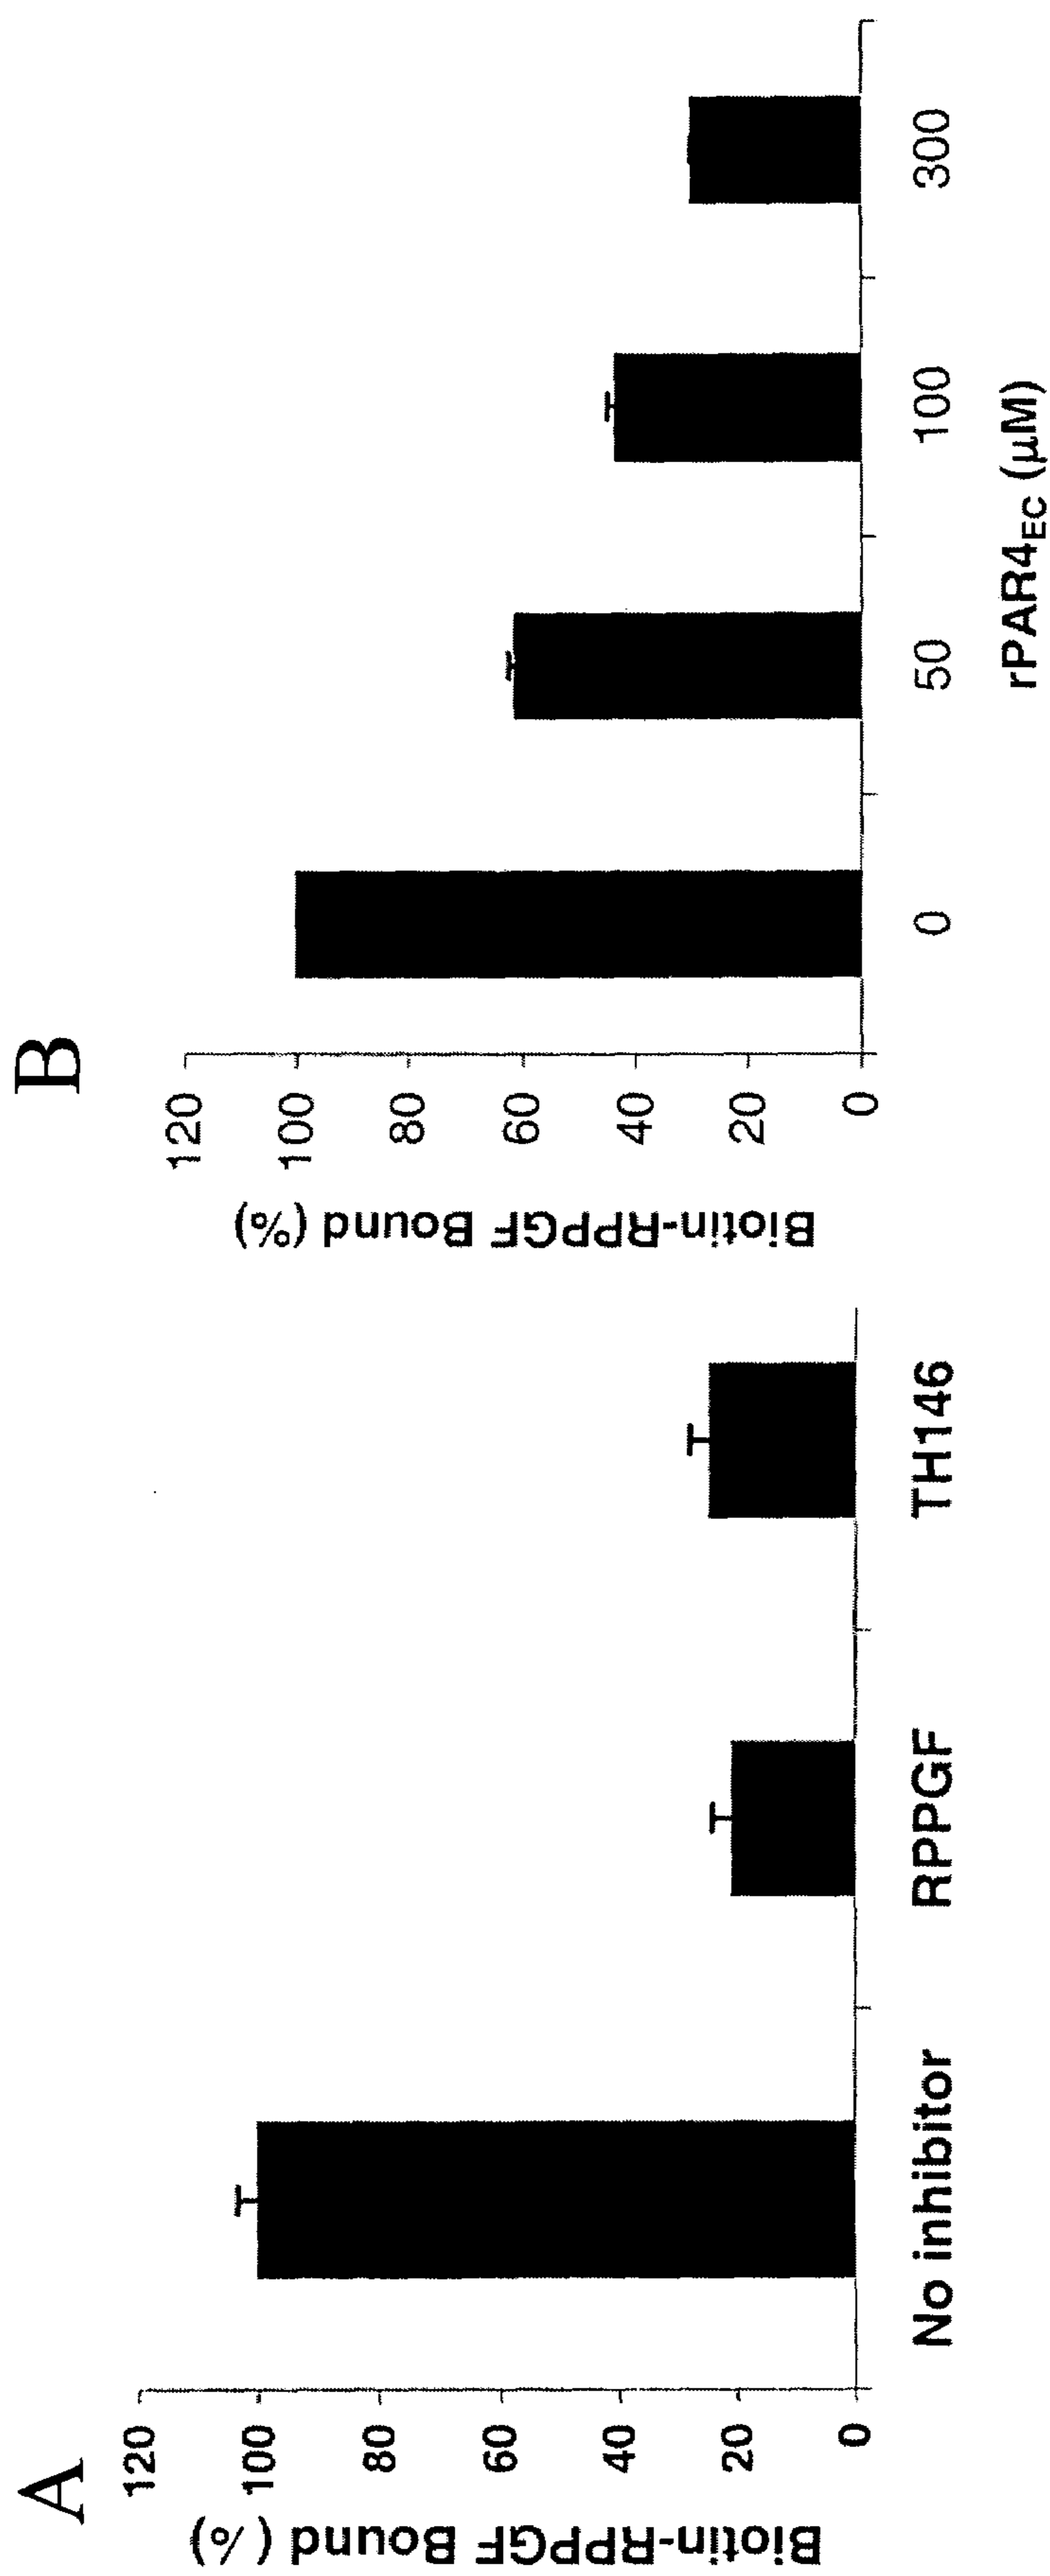 A
Biotin-RPPGF Bound (%)
120
100
80
60
40
20
0
No inhibitor
RPPGF
TH146
B
Biotin-RPPGF Bound (%)
120
100
80
60
40
20
0
0
50
100
300
rPAR4EC (μM)